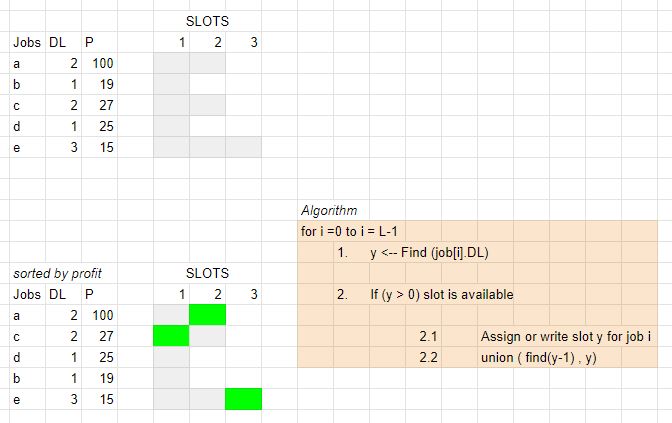 SLOTS
Jobs DL P 1 2 3
a 2 100
b 1 19
c 2 27
d 1 25
e 3 15
Algorithm
for i =0 to i = L-1
1. y <-- Find (job[i].DL)
2. If (y > 0) slot is available
2.1 Assign or write slot y for job i
2.2 union ( find(y-1) , y)
sorted by profit SLOTS
Jobs DL P 1 2 3
a 2 100
c 2 27
d 1 25
b 1 19
e 3 15